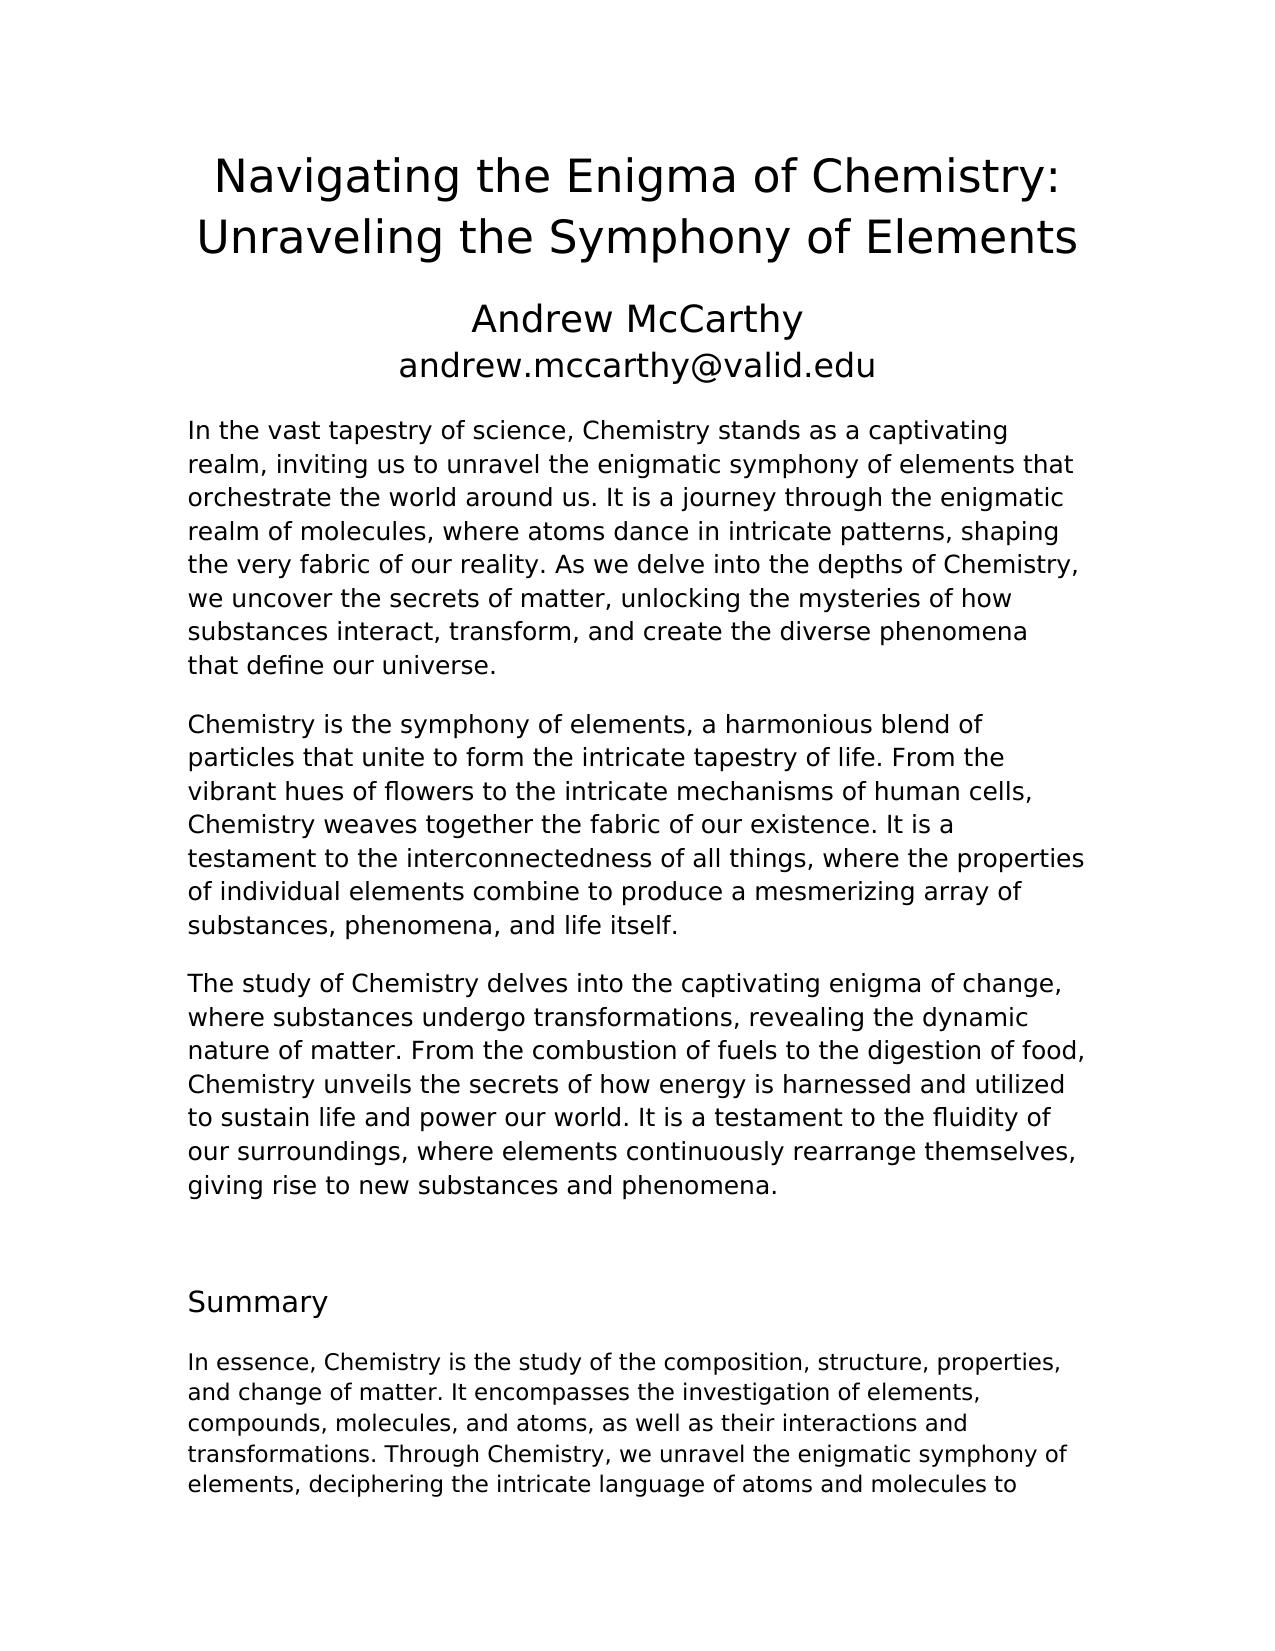 Navigating the Enigma of Chemistry:
Unraveling the Symphony of Elements
Andrew McCarthy
andrew.mccarthy@valid.edu
In the vast tapestry of science, Chemistry stands as a captivating
realm, inviting us to unravel the enigmatic symphony of elements that
orchestrate the world around us. It is a journey through the enigmatic
realm of molecules, where atoms dance in intricate patterns, shaping
the very fabric of our reality. As we delve into the depths of Chemistry,
we uncover the secrets of matter, unlocking the mysteries of how
substances interact, transform, and create the diverse phenomena
that define our universe.
Chemistry is the symphony of elements, a harmonious blend of
particles that unite to form the intricate tapestry of life. From the
vibrant hues of flowers to the intricate mechanisms of human cells,
Chemistry weaves together the fabric of our existence. It is a
testament to the interconnectedness of all things, where the properties
of individual elements combine to produce a mesmerizing array of
substances, phenomena, and life itself.
The study of Chemistry delves into the captivating enigma of change,
where substances undergo transformations, revealing the dynamic
nature of matter. From the combustion of fuels to the digestion of food,
Chemistry unveils the secrets of how energy is harnessed and utilized
to sustain life and power our world. It is a testament to the fluidity of
our surroundings, where elements continuously rearrange themselves,
giving rise to new substances and phenomena.
Summary
In essence, Chemistry is the study of the composition, structure, properties,
and change of matter. It encompasses the investigation of elements,
compounds, molecules, and atoms, as well as their interactions and
transformations. Through Chemistry, we unravel the enigmatic symphony of
elements, deciphering the intricate language of atoms and molecules to